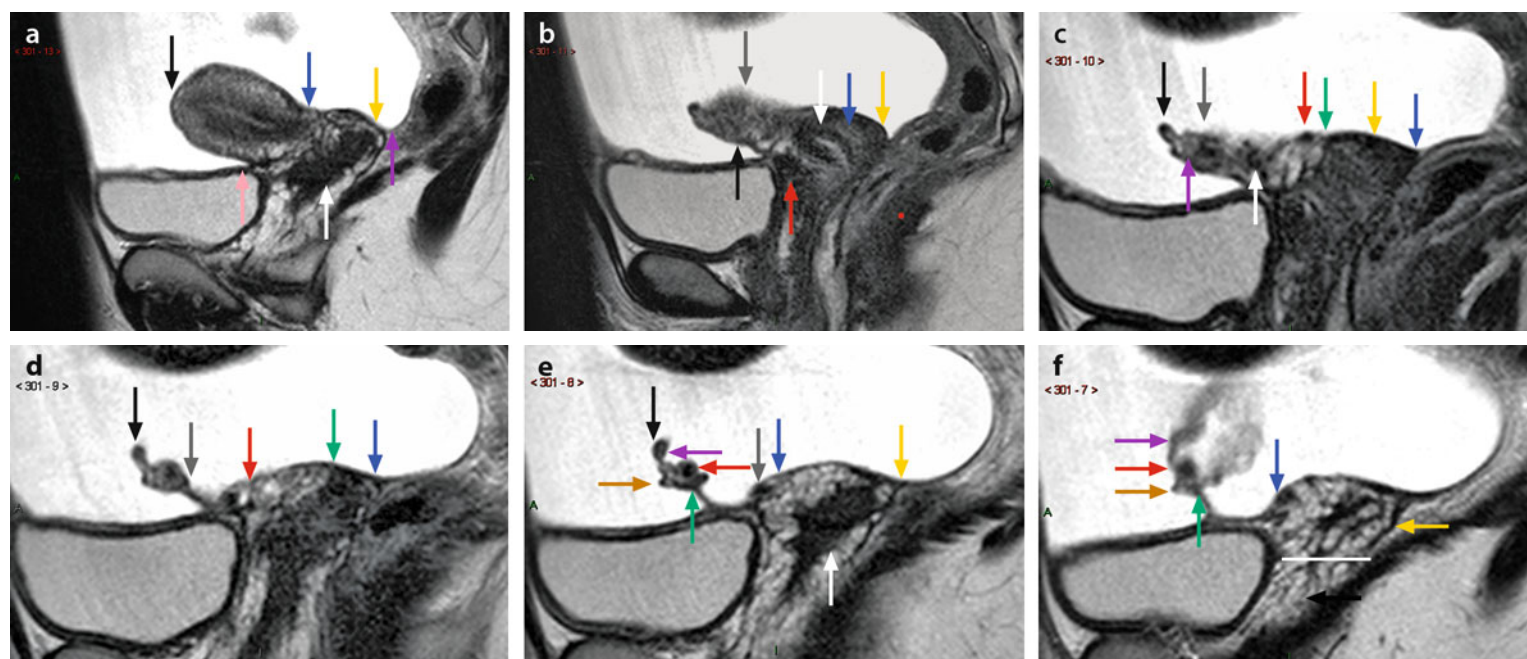 a
< 301 - 13 >
A
b
< 301 - 11 >
A
c
< 301 - 10 >
A
d
< 301 - 9 >
A
e
< 301 - 8 >
A
f
< 301 - 7 >
A